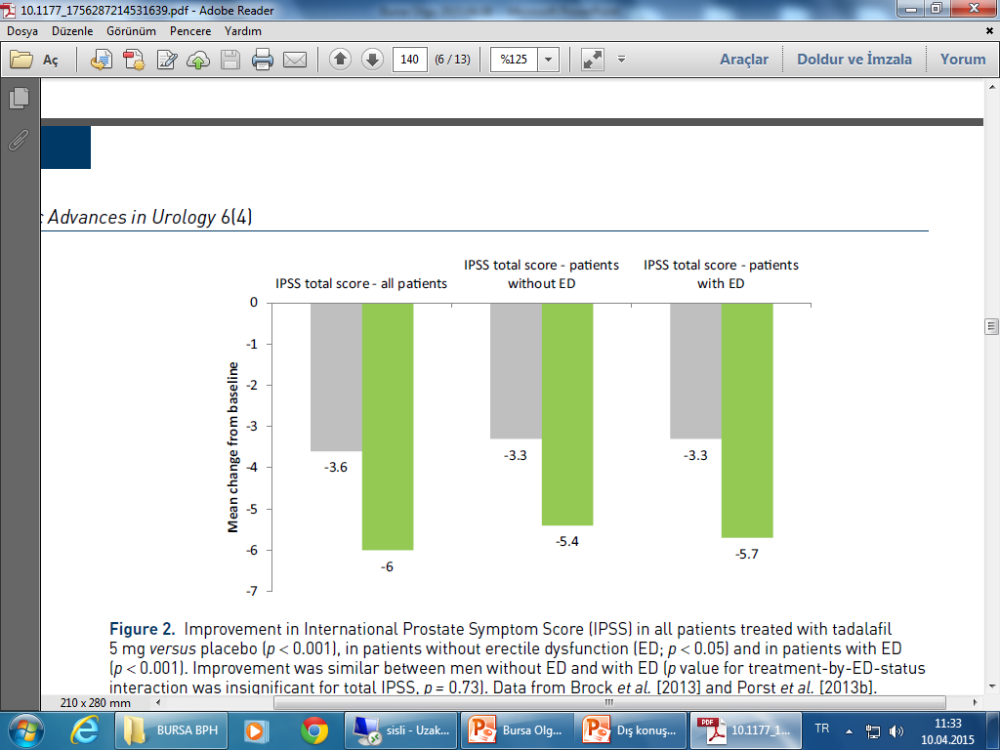 10.1177_1756287214531639.pdf - Adobe Reader
Dosya Düzenle Görünüm Pencere Yardım
Aç 140 (6 / 13) %125 Araçlar Doldur ve İmzala Yorum
Advances in Urology 6(4)
IPSS total score - all patients
IPSS total score - patients without ED
IPSS total score - patients with ED
Mean change from baseline
0
-1
-2
-3
-4
-5
-6
-7
-3.6
-6
-3.3
-5.4
-3.3
-5.7
Figure 2. Improvement in International Prostate Symptom Score (IPSS) in all patients treated with tadalafil
5 mg versus placebo (p < 0.001), in patients without erectile dysfunction (ED; p < 0.05) and in patients with ED
(p < 0.001). Improvement was similar between men without ED and with ED (p value for treatment-by-ED-status
interaction was insignificant for total IPSS, p = 0.73). Data from Brock et al. [2013] and Porst et al. [2013b].
210 x 280 mm
BURSA BPH
sisli - Uzak...
Bursa Olg...
Dış konuş...
PDF
10.1177_1...
TR
11:33
10.04.2015